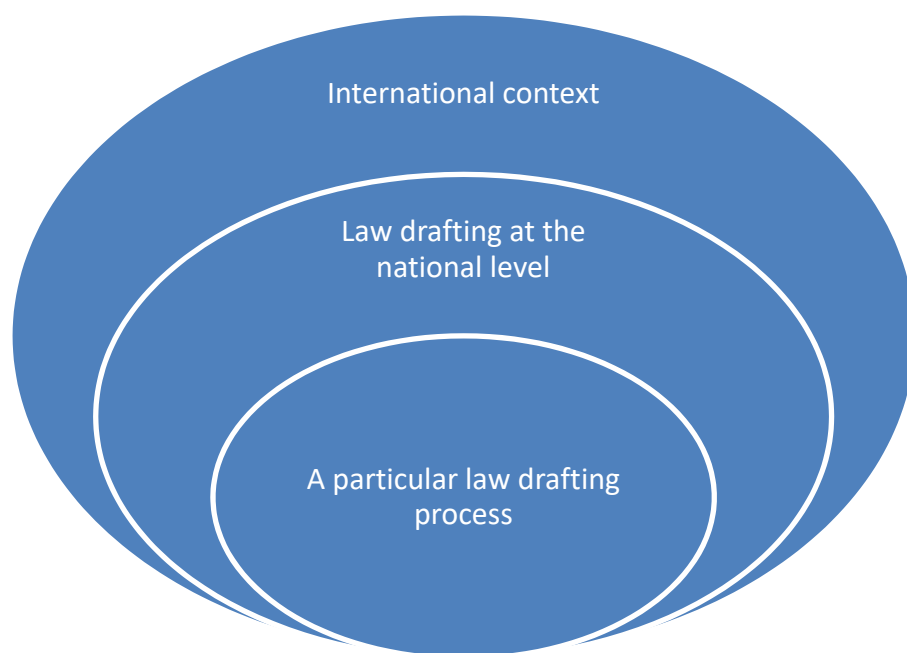 International context
Law drafting at the
national level
A particular law drafting
process